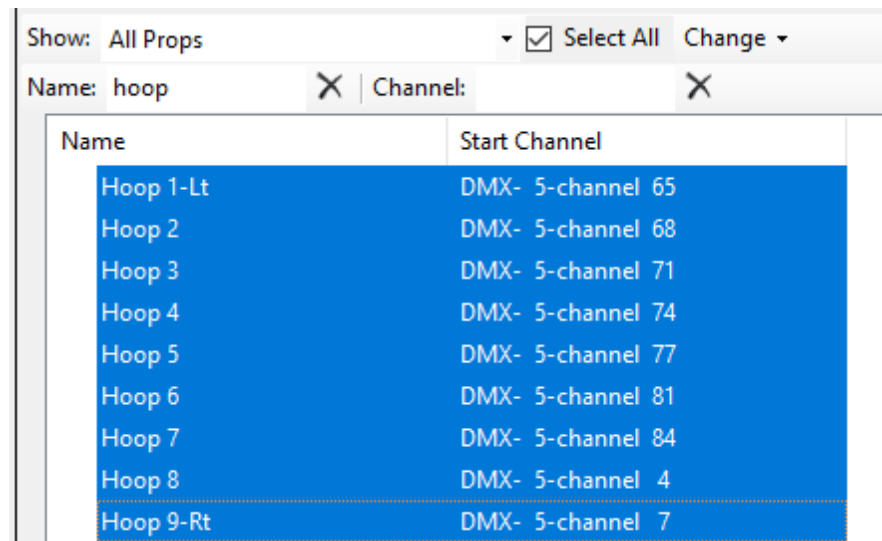 Show: All Props Select All Change
Name: hoop Channel:
Name Start Channel
Hoop 1-Lt DMX- 5-channel 65
Hoop 2 DMX- 5-channel 68
Hoop 3 DMX- 5-channel 71
Hoop 4 DMX- 5-channel 74
Hoop 5 DMX- 5-channel 77
Hoop 6 DMX- 5-channel 81
Hoop 7 DMX- 5-channel 84
Hoop 8 DMX- 5-channel 4
Hoop 9-Rt DMX- 5-channel 7